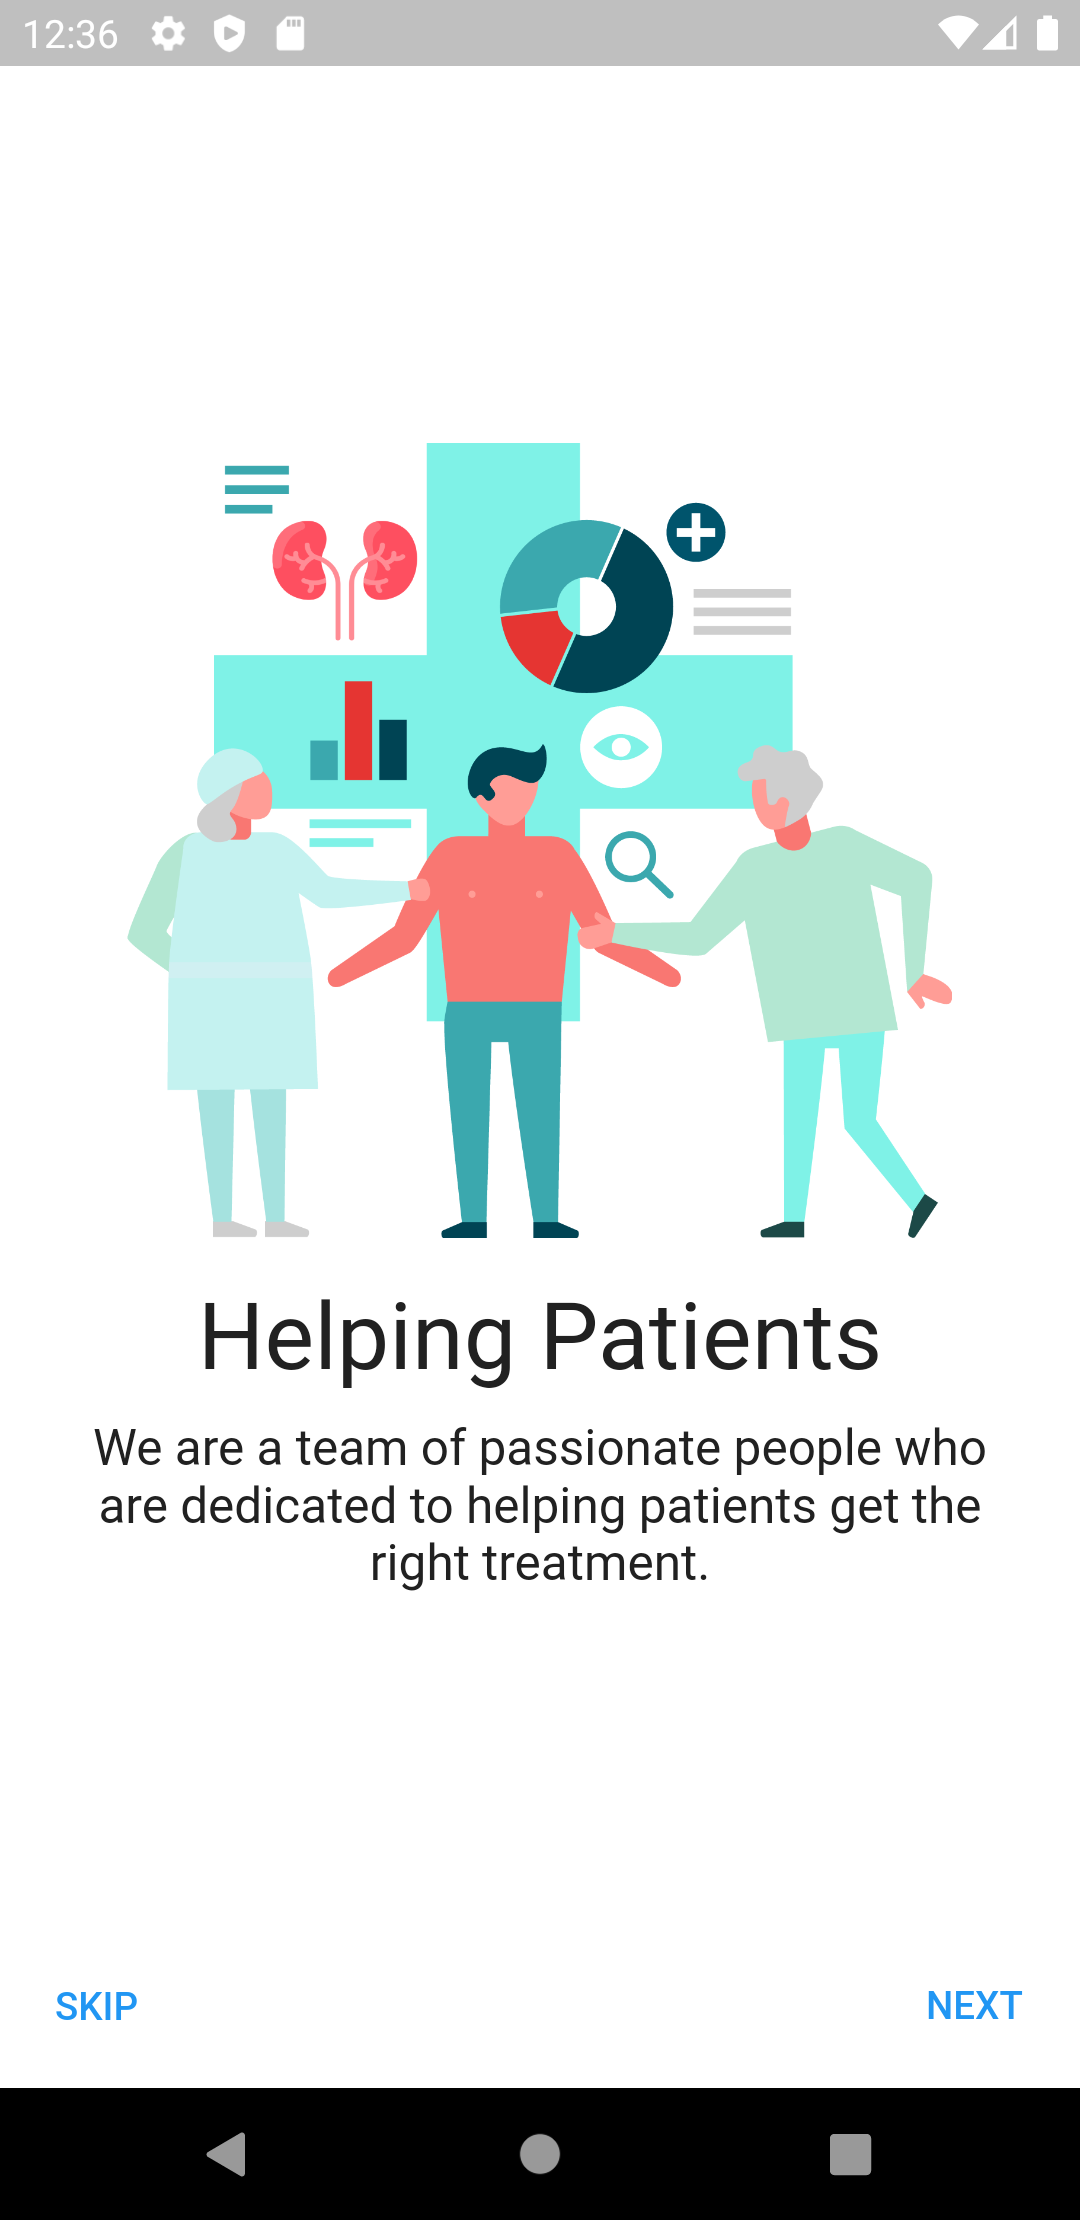 12:36
Helping Patients
We are a team of passionate people who
are dedicated to helping patients get the
right treatment.
SKIP
NEXT